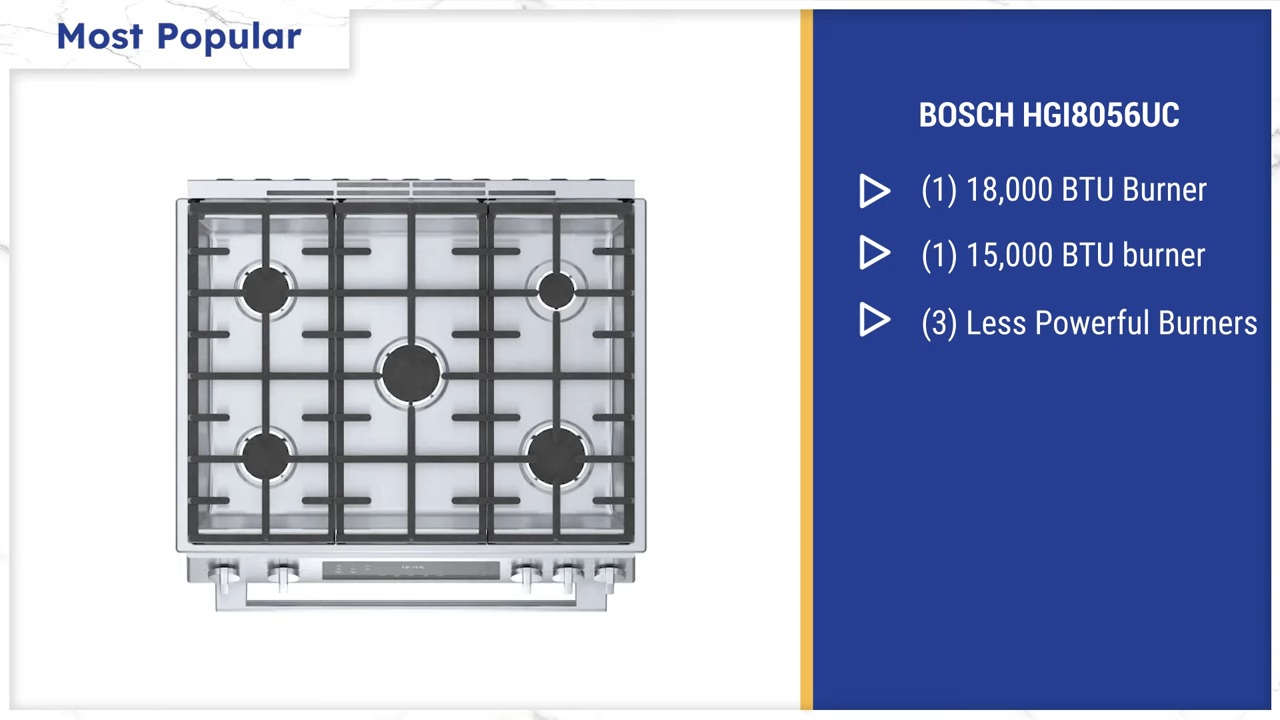 Most Popular
BOSCH HGI8056UC
(1) 18,000 BTU Burner
(1) 15,000 BTU burner
(3) Less Powerful Burners